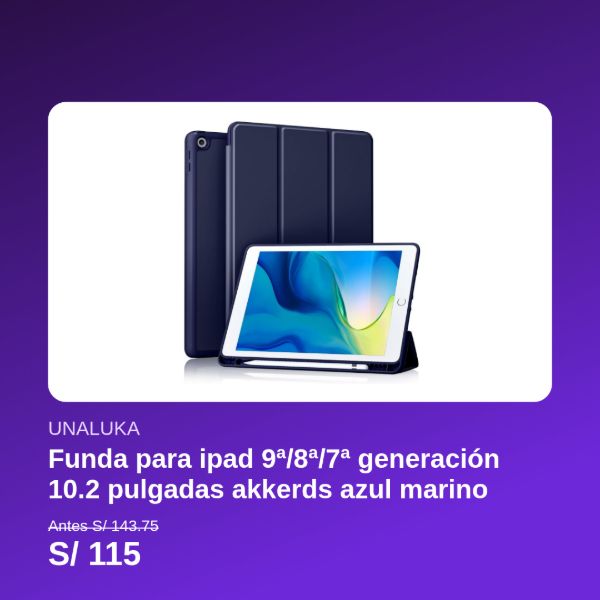 UNALUKA
Funda para ipad 9ª/8ª/7ª generación
10.2 pulgadas akkerds azul marino
Antes S/ 143.75
S/ 115